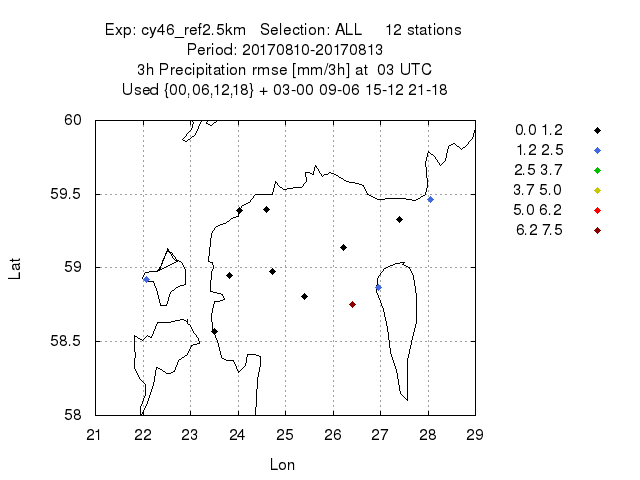 Exp: cy46_ref2.5km   Selection: ALL     12 stations
Period: 20170810-20170813
3h Precipitation rmse [mm/3h] at  03 UTC
Used {00,06,12,18} + 03-00 09-06 15-12 21-18
60
59.5
59
58.5
58
Lat
21 22 23 24 25 26 27 28 29
Lon
0.0 1.2
1.2 2.5
2.5 3.7
3.7 5.0
5.0 6.2
6.2 7.5